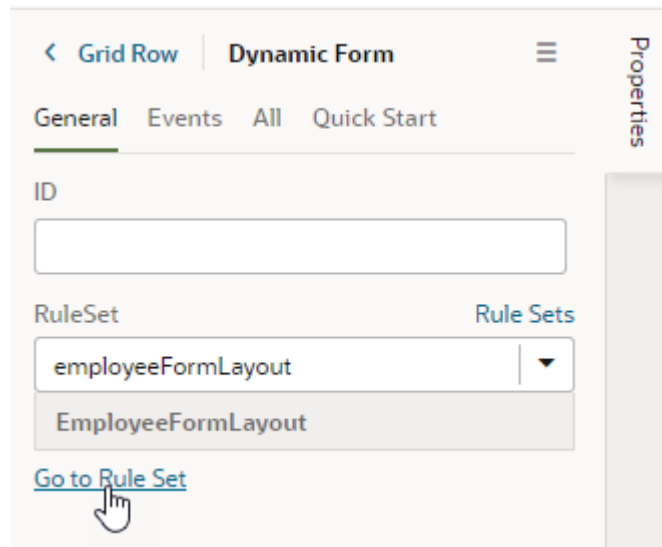 Grid Row Dynamic Form
Properties
General Events All Quick Start
ID
RuleSet Rule Sets
employeeFormLayout
EmployeeFormLayout
Go to Rule Set